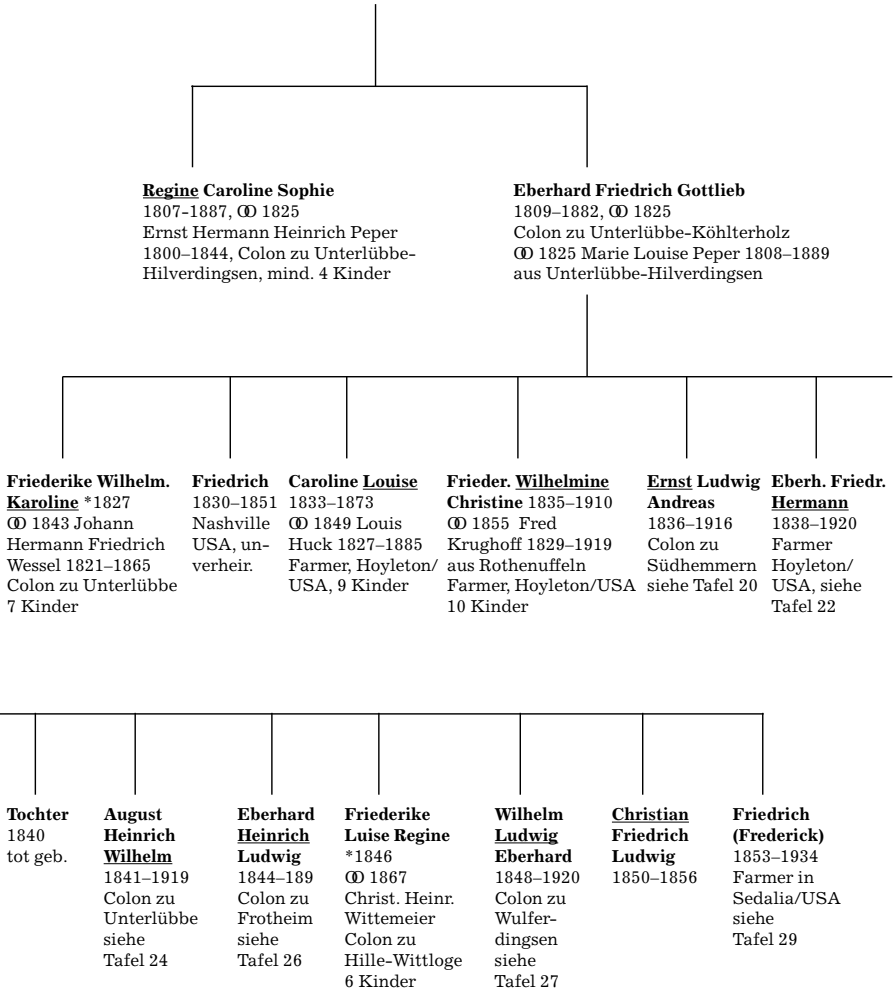 Regine Caroline Sophie
1807-1887, ⚭ 1825
Ernst Hermann Heinrich Peper
1800–1844, Colon zu Unterlübbe-
Hilverdingsen, mind. 4 Kinder
Eberhard Friedrich Gottlieb
1809–1882, ⚭ 1825
Colon zu Unterlübbe-Köhlterholz
⚭ 1825 Marie Louise Peper 1808–1889
aus Unterlübbe-Hilverdingsen
Friederike Wilhelm.
Karoline *1827
⚭ 1843 Johann
Hermann Friedrich
Wessel 1821–1865
Colon zu Unterlübbe
7 Kinder
Friedrich
1830–1851
Nashville
USA, un-
verheir.
Caroline Louise
1833–1873
⚭ 1849 Louis
Huck 1827–1885
Farmer, Hoyleton/
USA, 9 Kinder
Frieder. Wilhelmine
Christine 1835–1910
⚭ 1855 Fred
Krughoff 1829–1919
aus Rothenuffeln
Farmer, Hoyleton/USA
10 Kinder
Ernst Ludwig
Andreas
1836–1916
Colon zu
Südhemmern
siehe Tafel 20
Eberh. Friedr.
Hermann
1838–1920
Farmer
Hoyleton/
USA, siehe
Tafel 22
Tochter
1840
tot geb.
August
Heinrich
Wilhelm
1841–1919
Colon zu
Unterlübbe
siehe
Tafel 24
Eberhard
Heinrich
Ludwig
1844–189
Colon zu
Frotheim
siehe
Tafel 26
Friederike
Luise Regine
*1846
⚭ 1867
Christ. Heinr.
Wittemeier
Colon zu
Hille-Wittloge
6 Kinder
Wilhelm
Ludwig
Eberhard
1848–1920
Colon zu
Wulfer-
dingsen
siehe
Tafel 27
Christian
Friedrich
Ludwig
1850–1856
Friedrich
(Frederick)
1853–1934
Farmer in
Sedalia/USA
siehe
Tafel 29